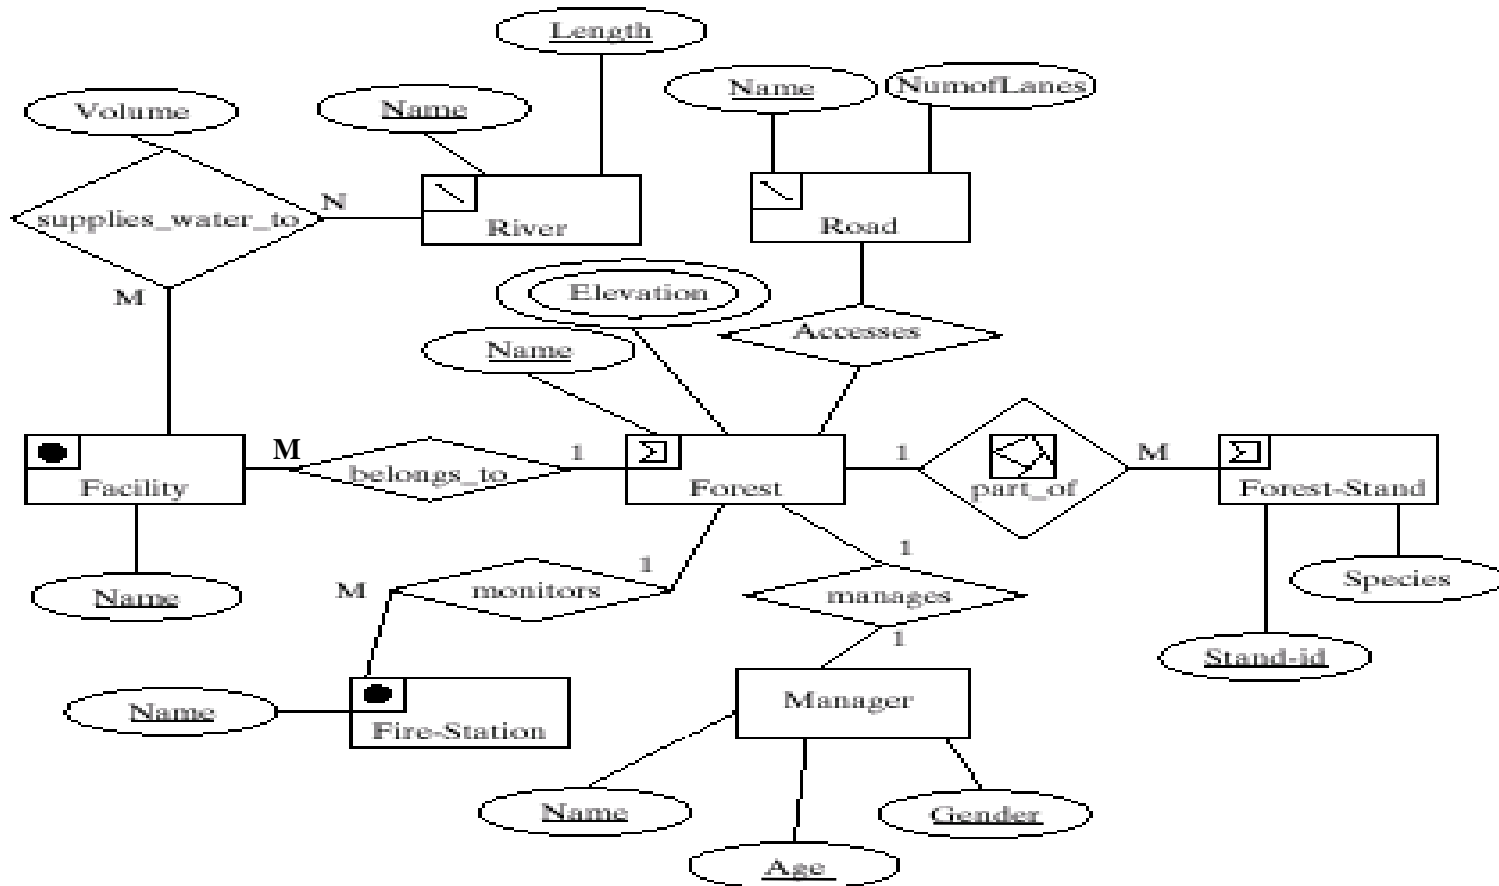 Length
Name
NumofLanes
Volume
Name
supplies_water_to
N
River
Road
M
Elevation
Accesses
Name
M
1
1
M
belongs_to
part_of
Facility
Forest
Forest-Stand
1
1
M
monitors
manages
Species
Name
1
Stand-id
Manager
Name
Fire-Station
Name
Gender
Age